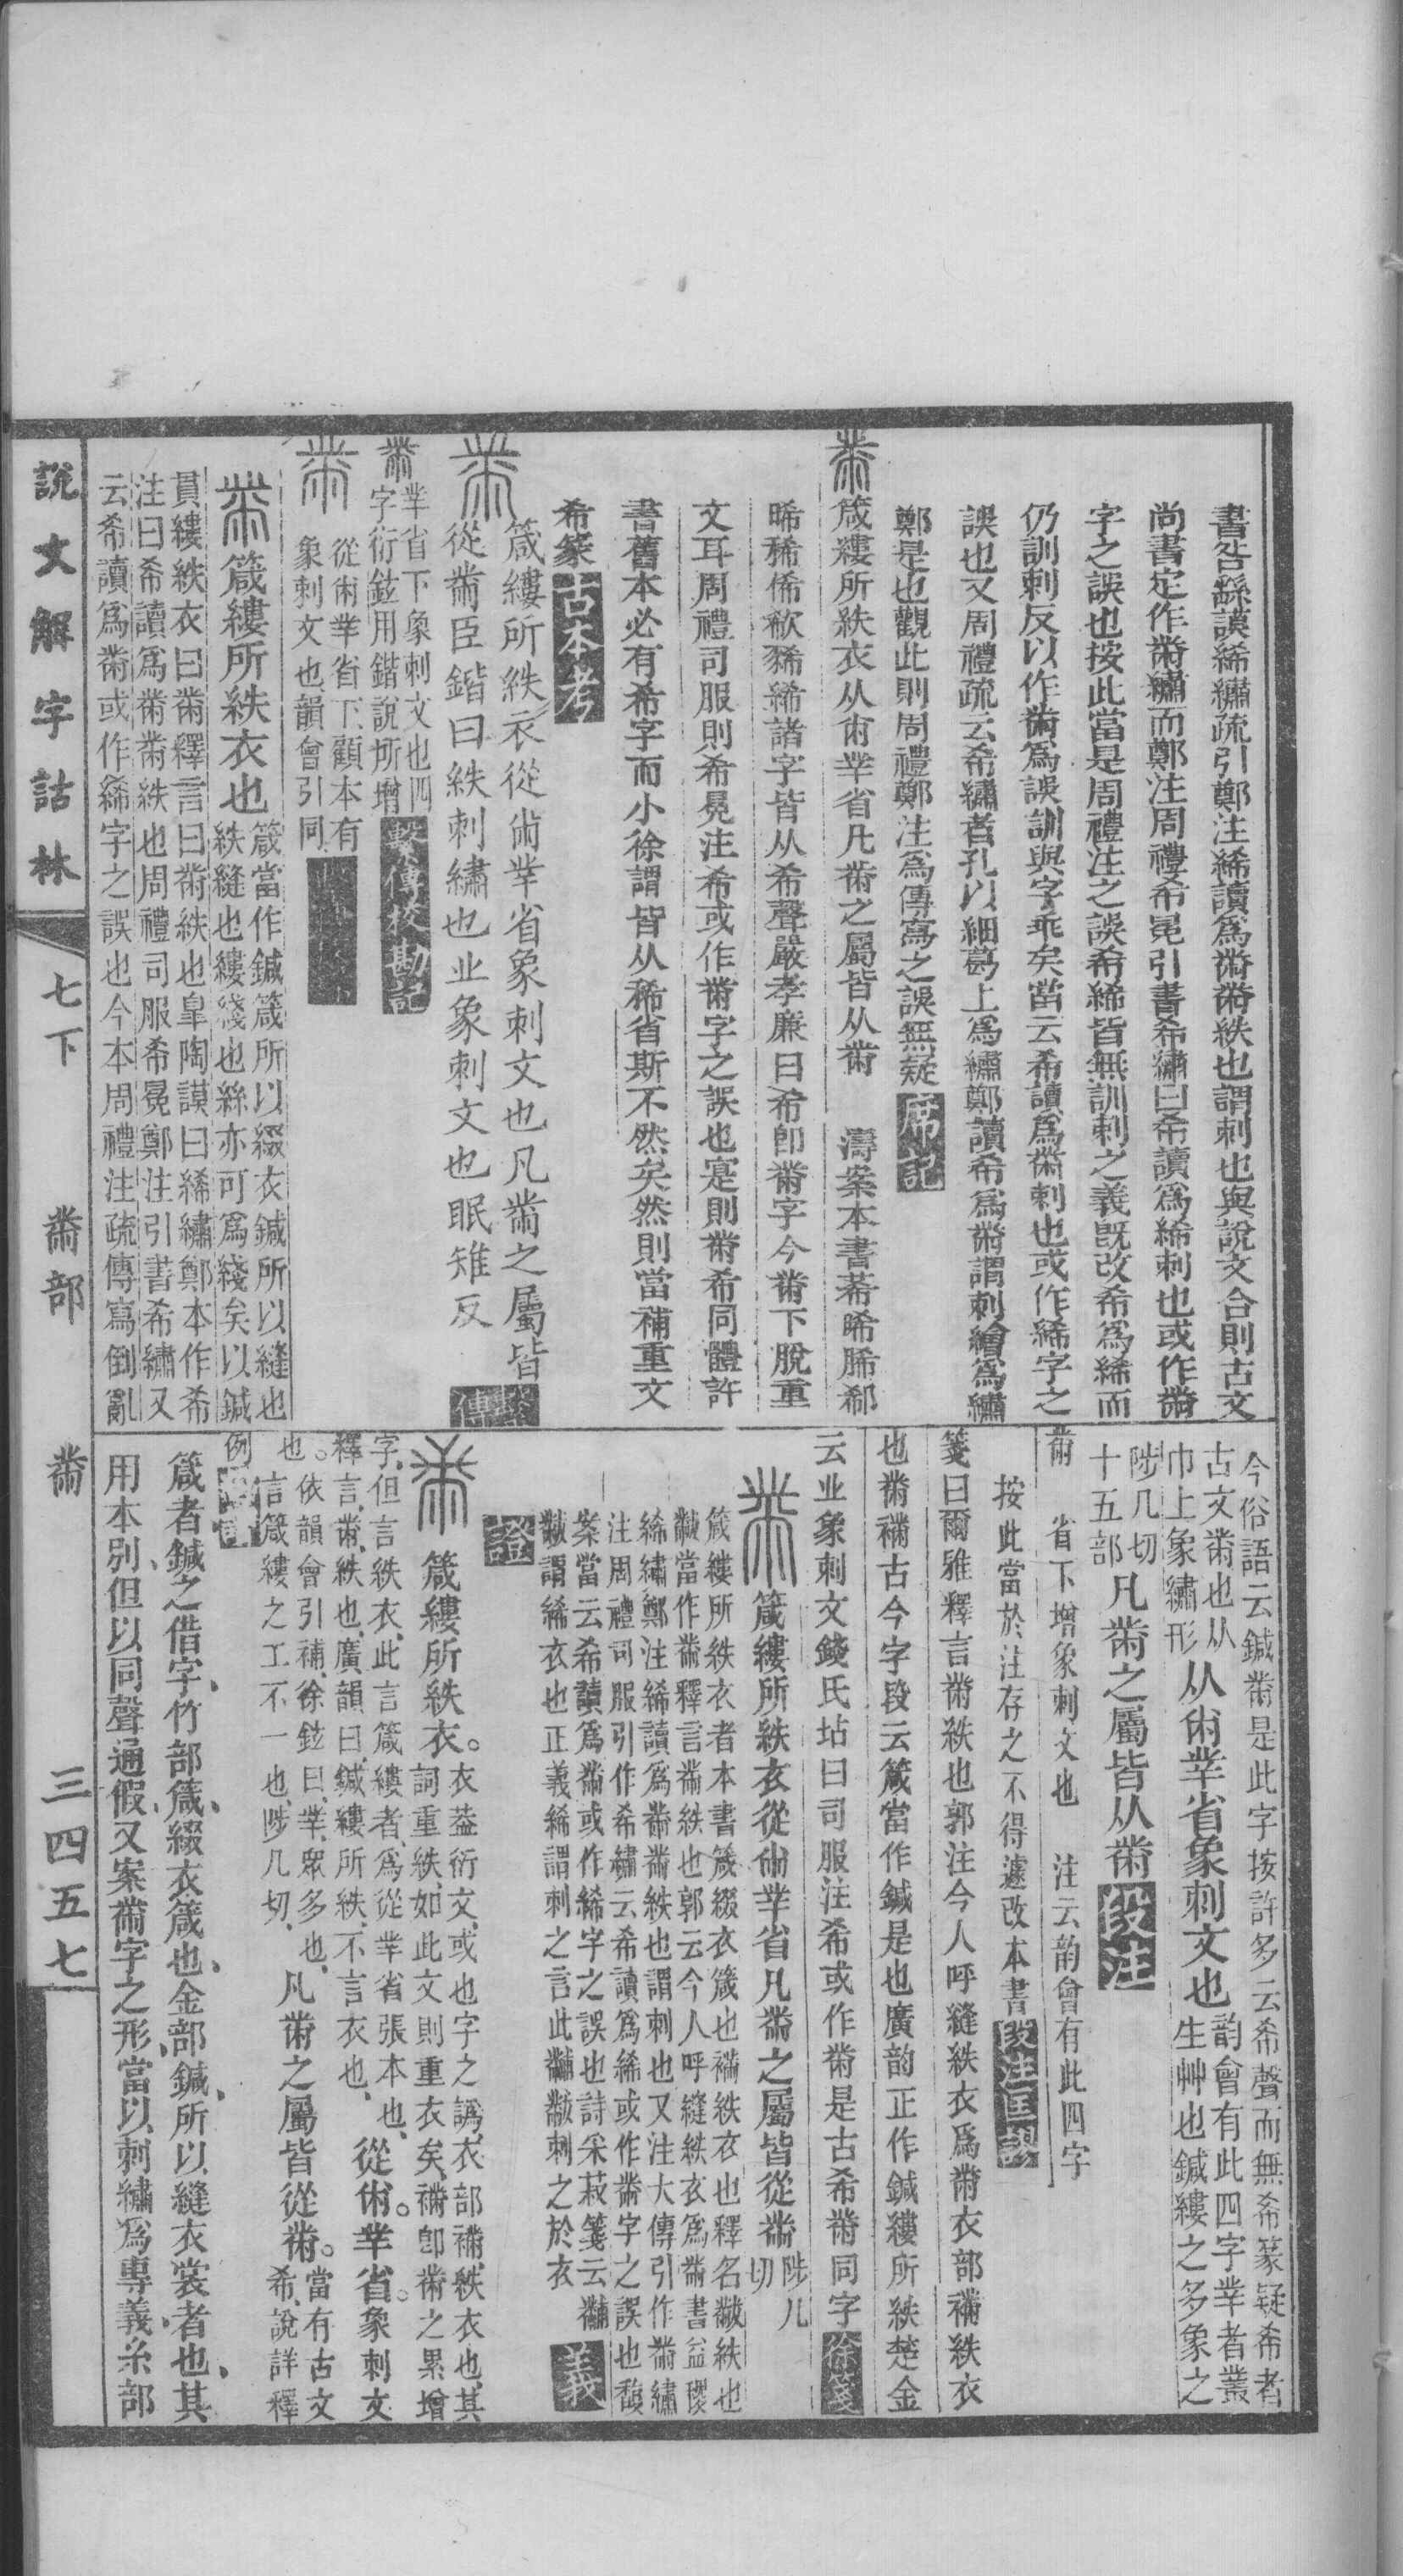 書咎繇謨絺繡疏引鄭注絺讀爲黹黹紩也謂刺也與說文合則古文
尚書定作黹繡而鄭注周禮希冕引書希繡曰希讀爲絺刺也或作黹
字之誤也按此當是周禮注之誤希絺皆無訓刺之義旣改希爲絺而
仍訓刺反以作黹爲誤訓與字乖矣當云希讀爲黹刺也或作絺字之
誤也又周禮疏云希繡者孔以細葛上爲繡鄭讀希爲黹謂刺繒爲繡
鄭是也觀此則周禮鄭注爲傳寫之誤無疑席記
黹箴縷所紩衣从㡀丵省凡黹之屬皆从黹 濤案本書莃晞脪郗
晞稀俙欷豨絺諸字皆从希聲嚴孝廉曰希卽黹字今黹下脫重
文耳周禮司服則希冕注希或作黹字之誤也寔則黹希同體許
書舊本必有希字而小徐謂皆从稀省斯不然矣然則當補重文
希篆古本考
黹箴縷所紩衣從㡀丵省象刺文也凡黹之屬皆
從黹臣鍇曰紩刺繡也业象刺文也眠雉反 繫傳
黹丵省下象刺文也四
字衍鉉用鍇說所增繫傳校勘記
黹從㡀丵省下顧本有
象刺文也韻會引同
黹箴縷所紩衣也箴當作鍼箴所以綴衣鍼所以縫也
紩縫也縷綫也絲亦可爲綫矣以鍼
貫縷紩衣曰黹釋言曰黹紩也臯陶謨曰絺繡鄭本作希
注曰希讀爲黹黹紩也周禮司服希冕鄭注引書希繡又
云希讀爲黹或作絺字之誤也今本周禮注疏傳寫倒亂
今俗語云鍼黹是此字按許多云希聲而無希篆疑希者
古文黹也从
巾上象繡形从㡀丵省象刺文也韵會有此四字丵者叢
生艸也鍼縷之多象之
陟几切
十五部凡黹之屬皆从黹段注
黹 省下增象刺文也 注云韵會有此四字
按此當於注存之不得遽改本書段注匡謬
箋曰爾雅釋言黹紩也郭注今人呼縫紩衣爲黹衣部䙙紩衣
也黹䙙古今字段云箴當作鍼是也廣韵正作鍼縷所紩楚金
云业象刺文錢氏坫曰司服注希或作黹是古希黹同字徐箋
黹箴縷所紩衣從㡀丵省凡黹之屬皆從黹陟几
切
箴縷所紩衣者本書箴綴衣箴也䙙紩衣也釋名黻紩也
黻當作黹釋言黹紩也郭云今人呼縫紩衣爲黹書益稷
絺繡鄭注絺讀爲黹黹紩也謂刺也又注大傳引作黹繡
注周禮司服引作希繡云希讀爲絺或作黹字之誤也馥
案當云希讀爲黹或作絺字之誤也詩采菽箋云黼
黻謂絺衣也正義絺謂刺之言此黼黻刺之於衣 義
證
黹箴縷所紩衣。衣葢衍文、或也字之譌、衣部䙙、紩衣也、其
詞重紩、如此文則重衣矣、䙙卽黹之累增
字、但言紩衣、此言箴縷者、爲從丵省張本也、從㡀。丵省。象刺文
也。釋言、黹、紩也、廣韻曰、鍼縷所紩、不言衣也、
依韻會引補、徐鉉曰、丵、眾多也、
言箴縷之工不一也、陟几切、凡黹之屬皆從黹。當有古文
希、說詳釋
例
箴者鍼之借字、竹部箴、綴衣箴也、金部鍼、所以縫衣裳者也、其
用本別、但以同聲通假、又案黹字之形、當以刺繡爲專義、糸部
說文解字詁林
七下
黹部
黹
三四五七